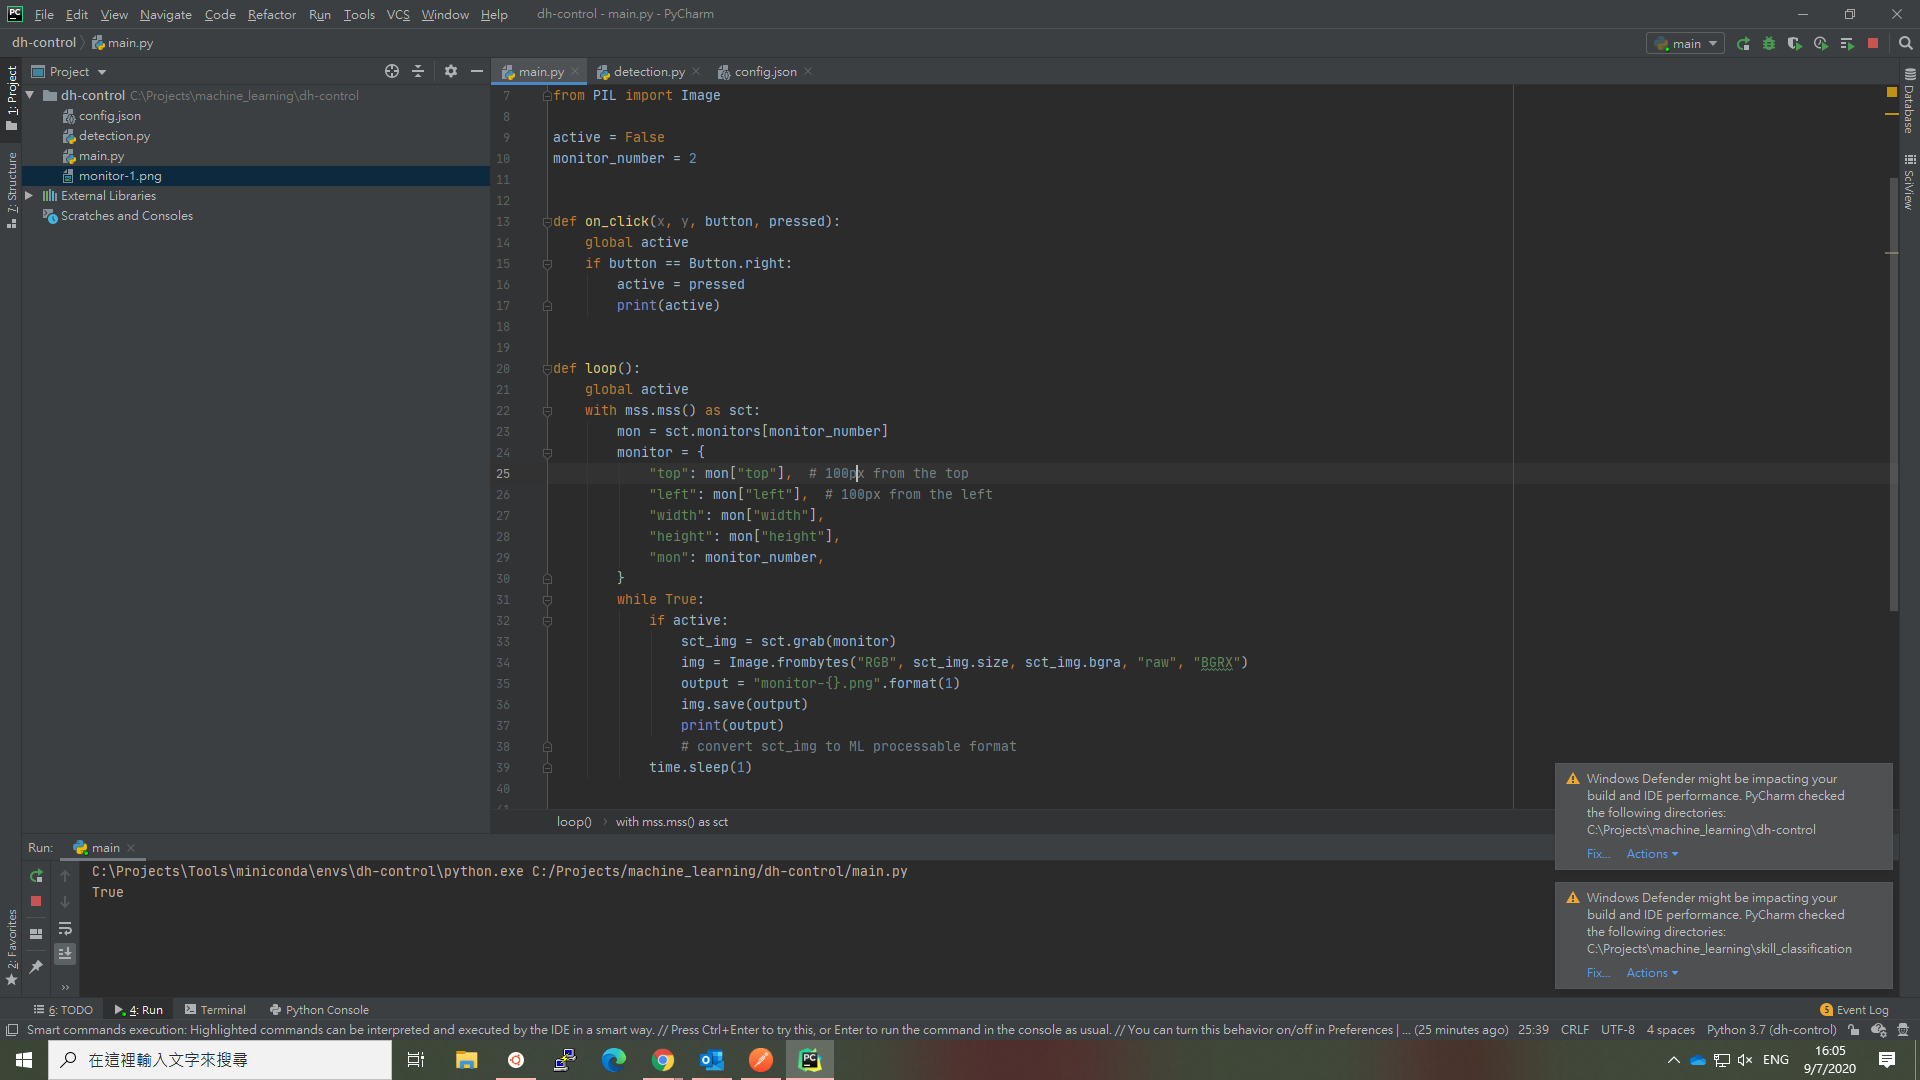 PC File Edit View Navigate Code Refactor Run Tools VCS Window Help dh-control - main.py - PyCharm
dh-control main.py main
Project
main.py detection.py config.json
1: Project
7: Structure
2: Favorites
Database
SciView
dh-control C:\Projects\machine_learning\dh-control
config.json
detection.py
main.py
monitor-1.png
External Libraries
Scratches and Consoles
7 from PIL import Image
8
9 active = False
10 monitor_number = 2
11
12
13 def on_click(x, y, button, pressed):
14 global active
15 if button == Button.right:
16 active = pressed
17 print(active)
18
19
20 def loop():
21 global active
22 with mss.mss() as sct:
23 mon = sct.monitors[monitor_number]
24 monitor = {
25 "top": mon["top"], # 100px from the top
26 "left": mon["left"], # 100px from the left
27 "width": mon["width"],
28 "height": mon["height"],
29 "mon": monitor_number,
30 }
31 while True:
32 if active:
33 sct_img = sct.grab(monitor)
34 img = Image.frombytes("RGB", sct_img.size, sct_img.bgra, "raw", "BGRX")
35 output = "monitor-{}.png".format(1)
36 img.save(output)
37 print(output)
38 # convert sct_img to ML processable format
39 time.sleep(1)
40
loop() with mss.mss() as sct
Windows Defender might be impacting your
build and IDE performance. PyCharm checked
the following directories:
C:\Projects\machine_learning\dh-control
Fix... Actions
Windows Defender might be impacting your
build and IDE performance. PyCharm checked
the following directories:
C:\Projects\machine_learning\skill_classification
Fix... Actions
Run: main
C:\Projects\Tools\miniconda\envs\dh-control\python.exe C:/Projects/machine_learning/dh-control/main.py
True
6: TODO 4: Run Terminal Python Console 5 Event Log
Smart commands execution: Highlighted commands can be interpreted and executed by the IDE in a smart way. // Press Ctrl+Enter to try this, or Enter to run the command in the console as usual. // You can turn this behavior on/off in Preferences | ... (25 minutes ago) 25:39 CRLF UTF-8 4 spaces Python 3.7 (dh-control)
在這裡輸入文字來搜尋
PC
ENG
16:05
9/7/2020